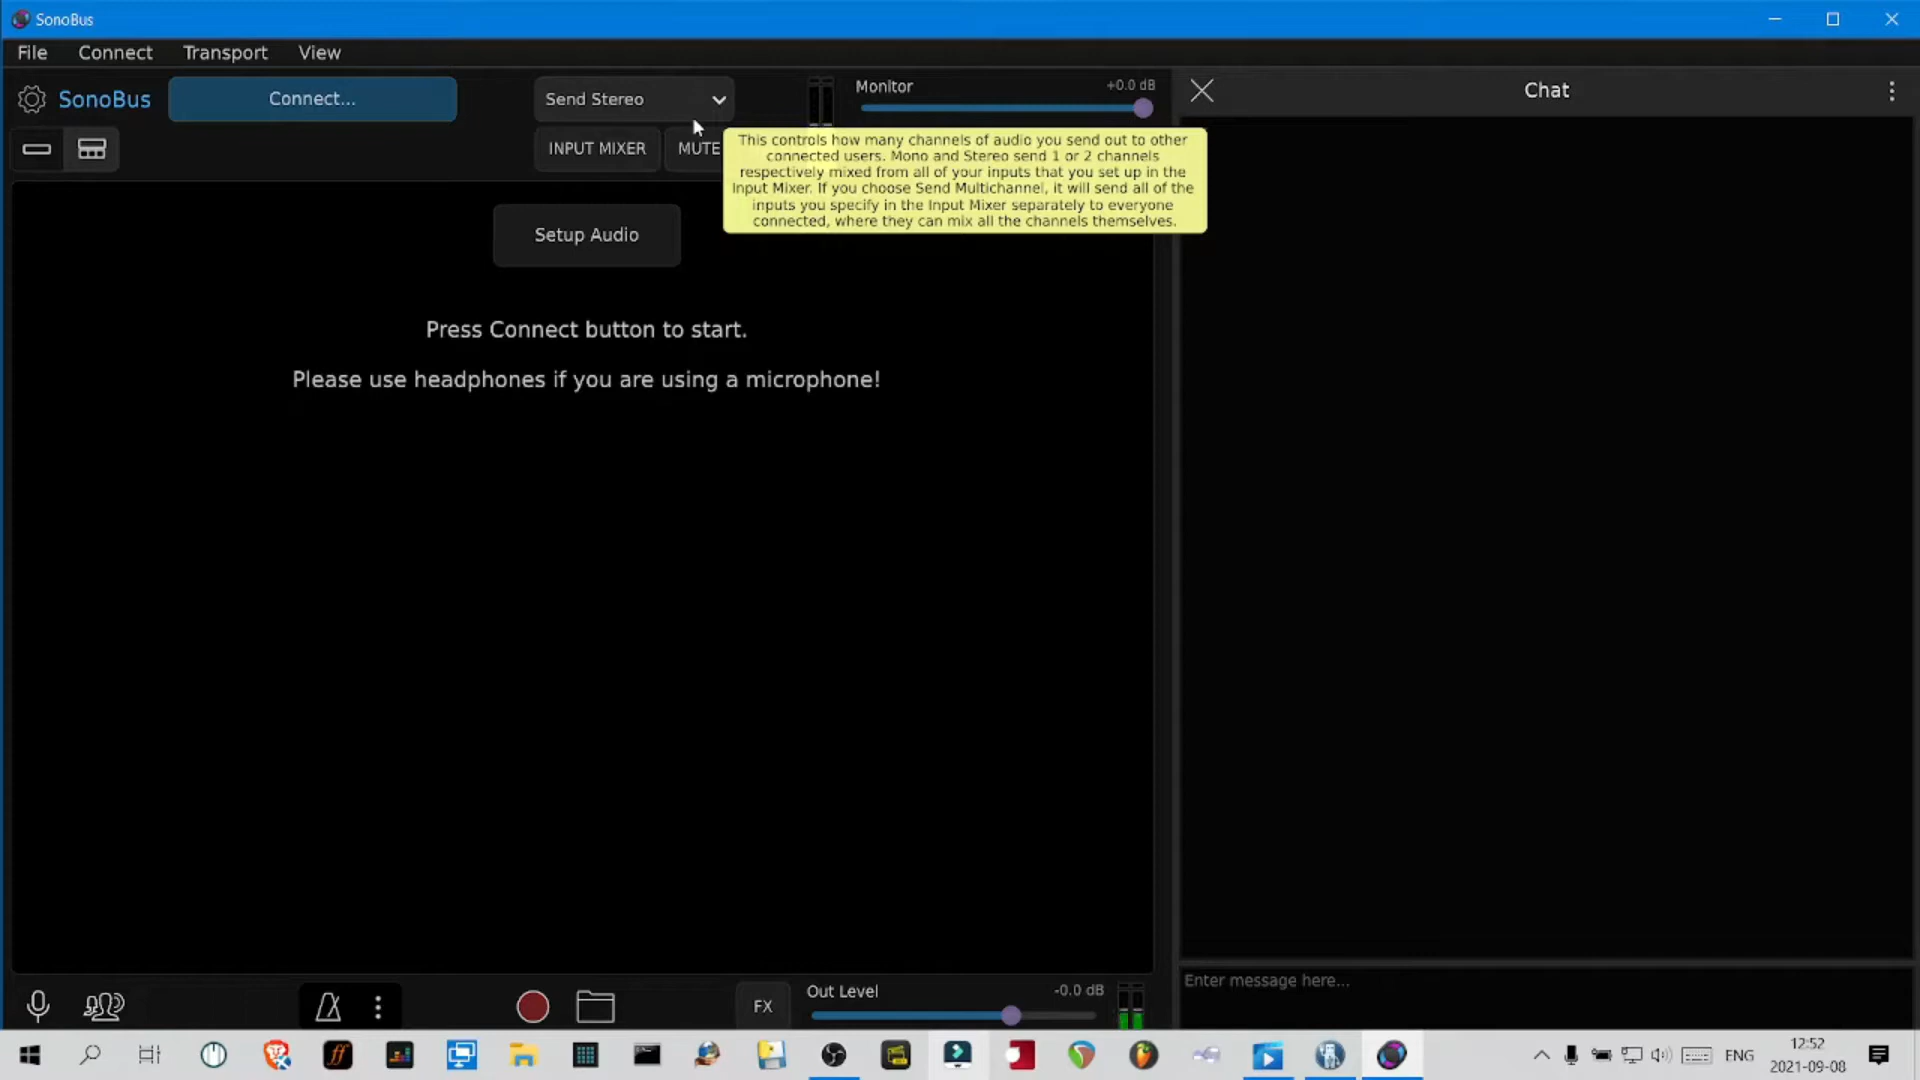 SonoBus
File Connect Transport View
SonoBus
Connect...
Send Stereo
Monitor
+0.0 dB
Chat
INPUT MIXER
MUTE
This controls how many channels of audio you send out to other
connected users. Mono and Stereo send 1 or 2 channels
respectively mixed from all of your inputs that you set up in the
Input Mixer. If you choose Send Multichannel, it will send all of the
inputs you specify in the Input Mixer separately to everyone
connected, where they can mix all the channels themselves.
Setup Audio
Press Connect button to start.
Please use headphones if you are using a microphone!
Enter message here...
FX
Out Level
-0.0 dB
ff
ENG
12:52
2021-09-08